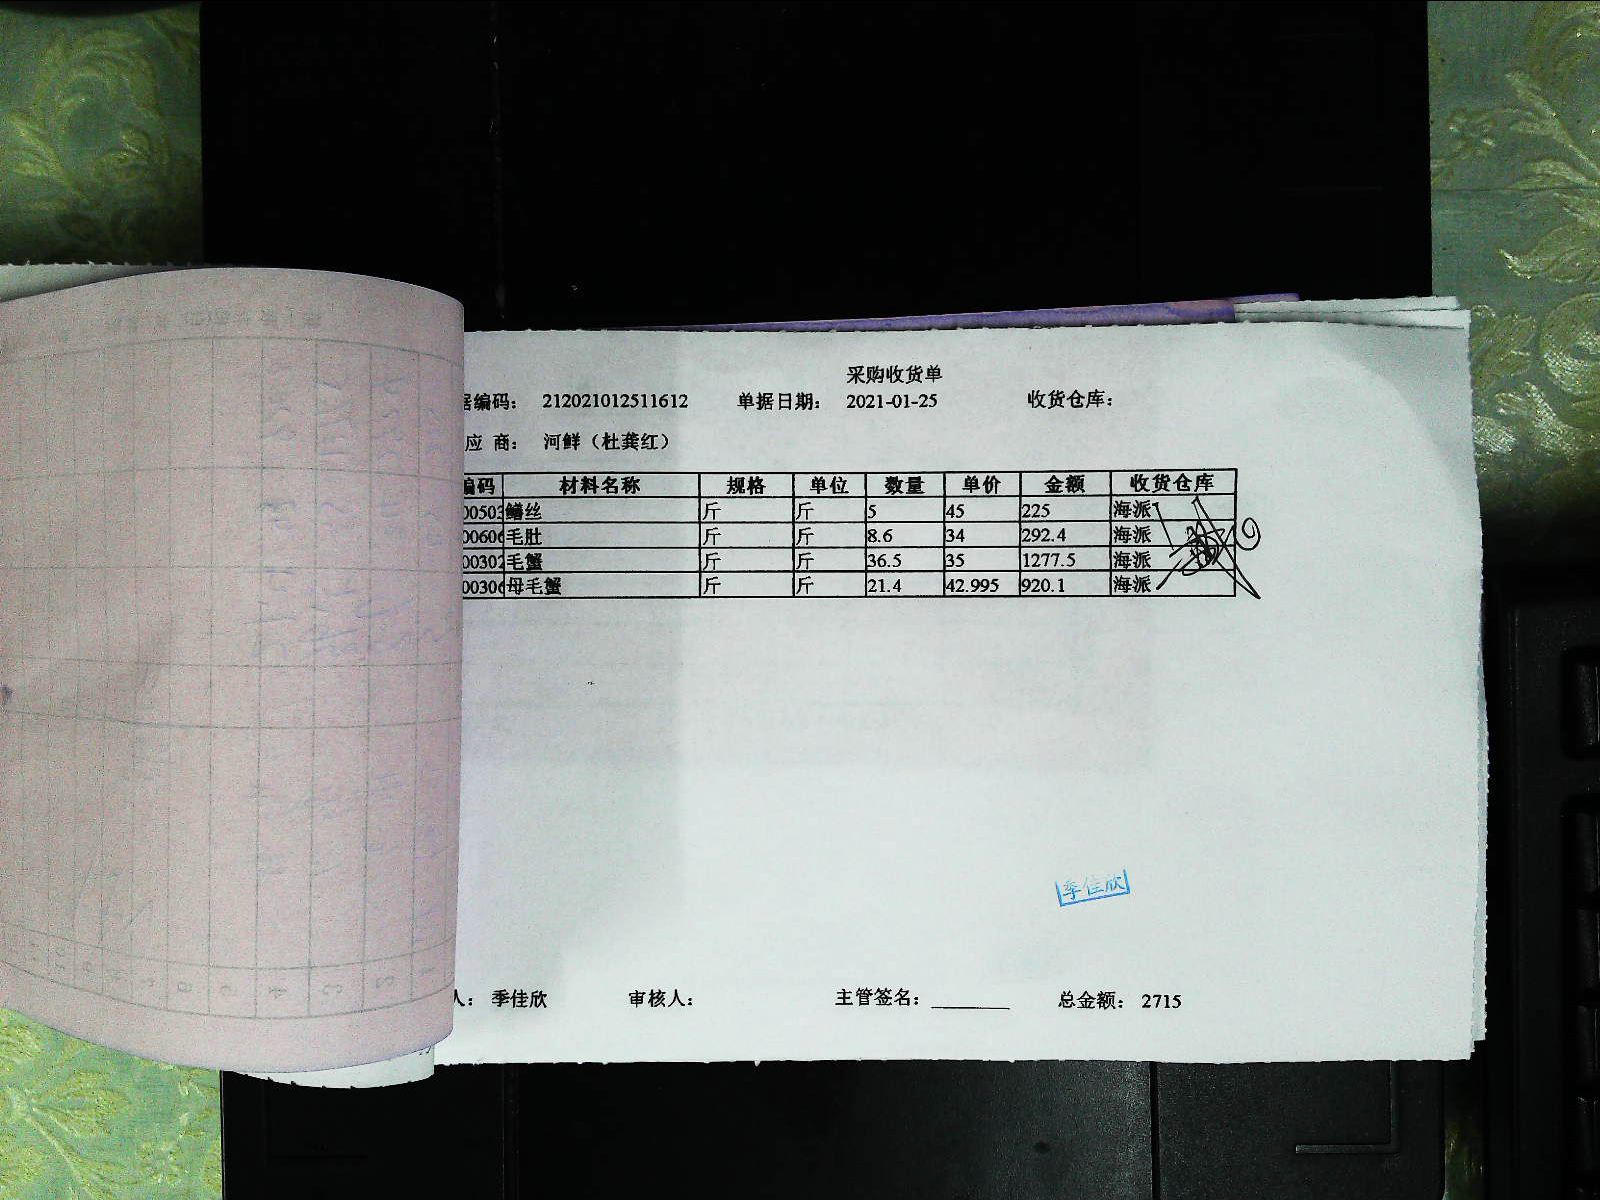 采购收货单
据编码： 212021012511612 单据日期： 2021-01-25 收货仓库：
应 商： 河鲜（杜龚红）
编码 材料名称 规格 单位 数量 单价 金额 收货仓库
00503 鳝丝 斤 斤 5 45 225 海派
00606 毛肚 斤 斤 8.6 34 292.4 海派
00302 毛蟹 斤 斤 36.5 35 1277.5 海派
00306 母毛蟹 斤 斤 21.4 42.995 920.1 海派
季佳欣
人： 季佳欣 审核人： 主管签名： 总金额： 2715